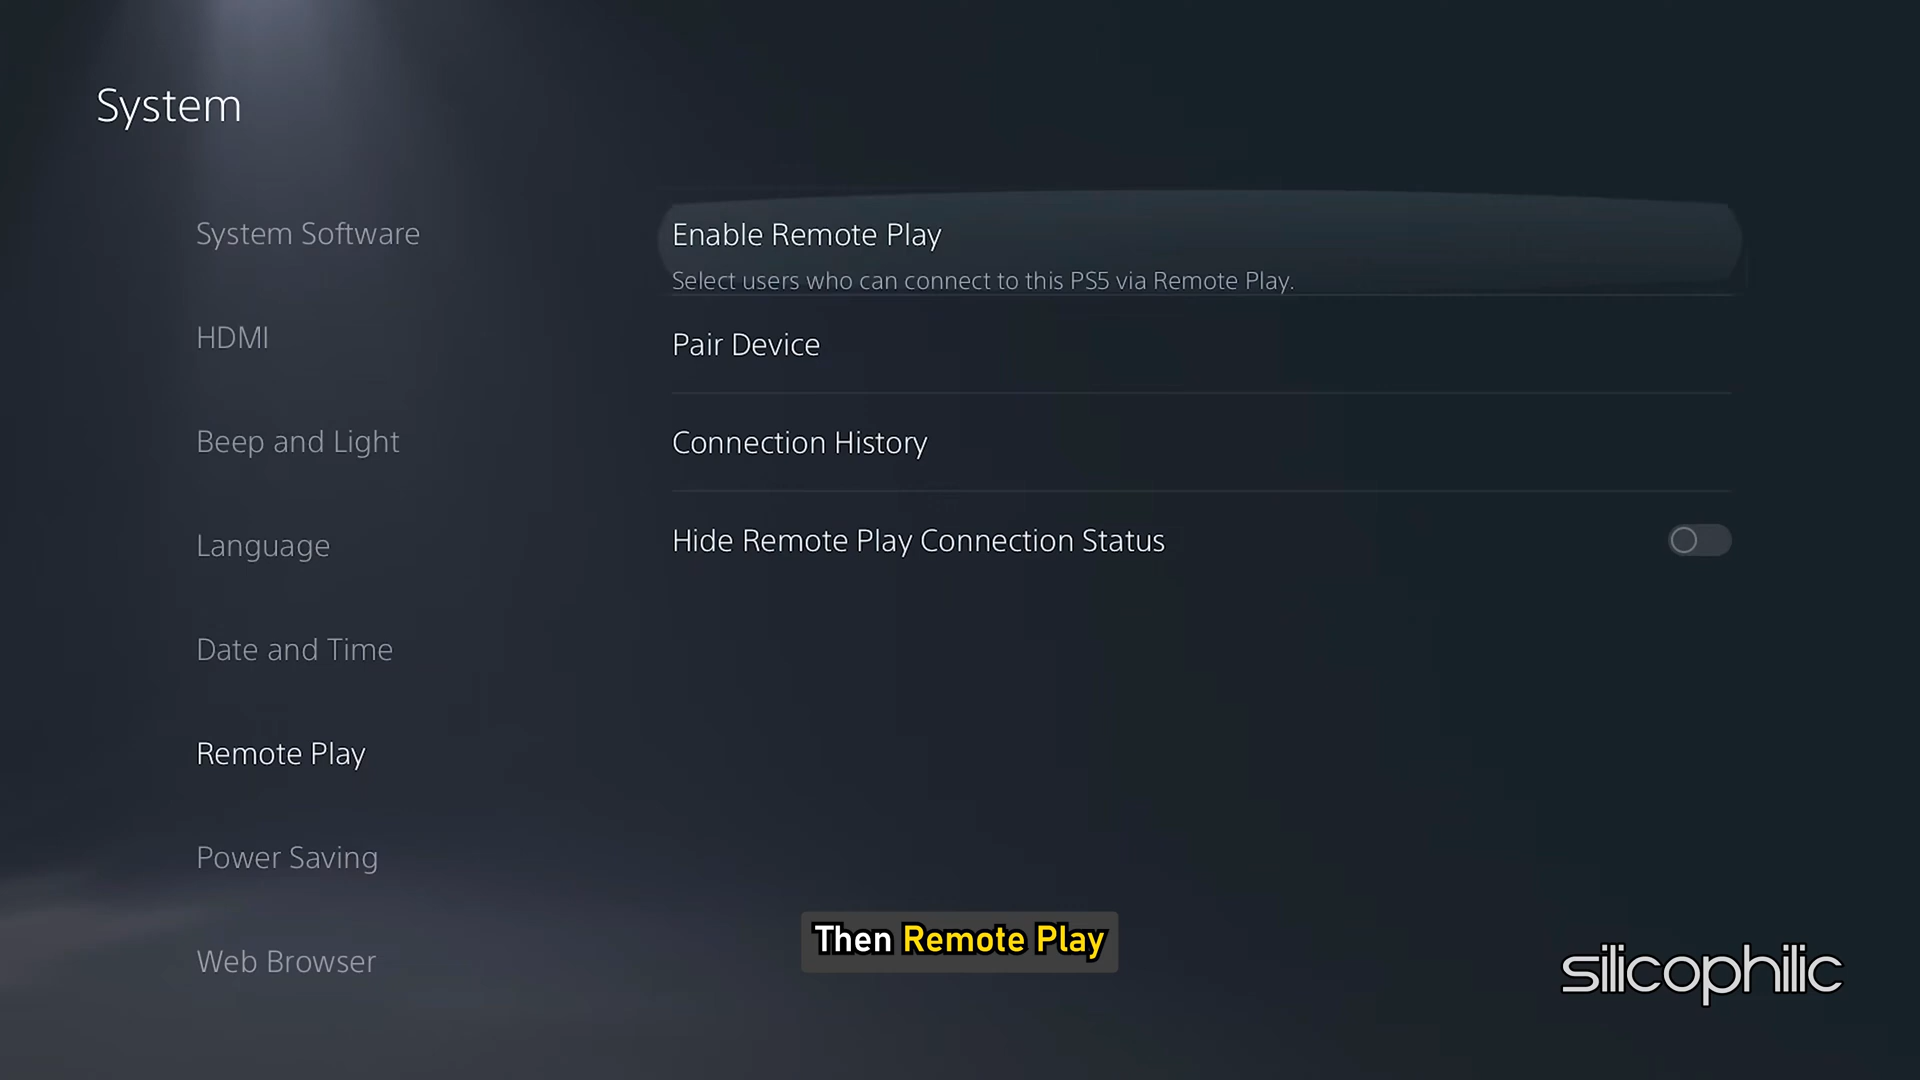 System
System Software
HDMI
Beep and Light
Language
Date and Time
Remote Play
Power Saving
Web Browser
Enable Remote Play
Select users who can connect to this PS5 via Remote Play.
Pair Device
Connection History
Hide Remote Play Connection Status
Then Remote Play
silicophilic